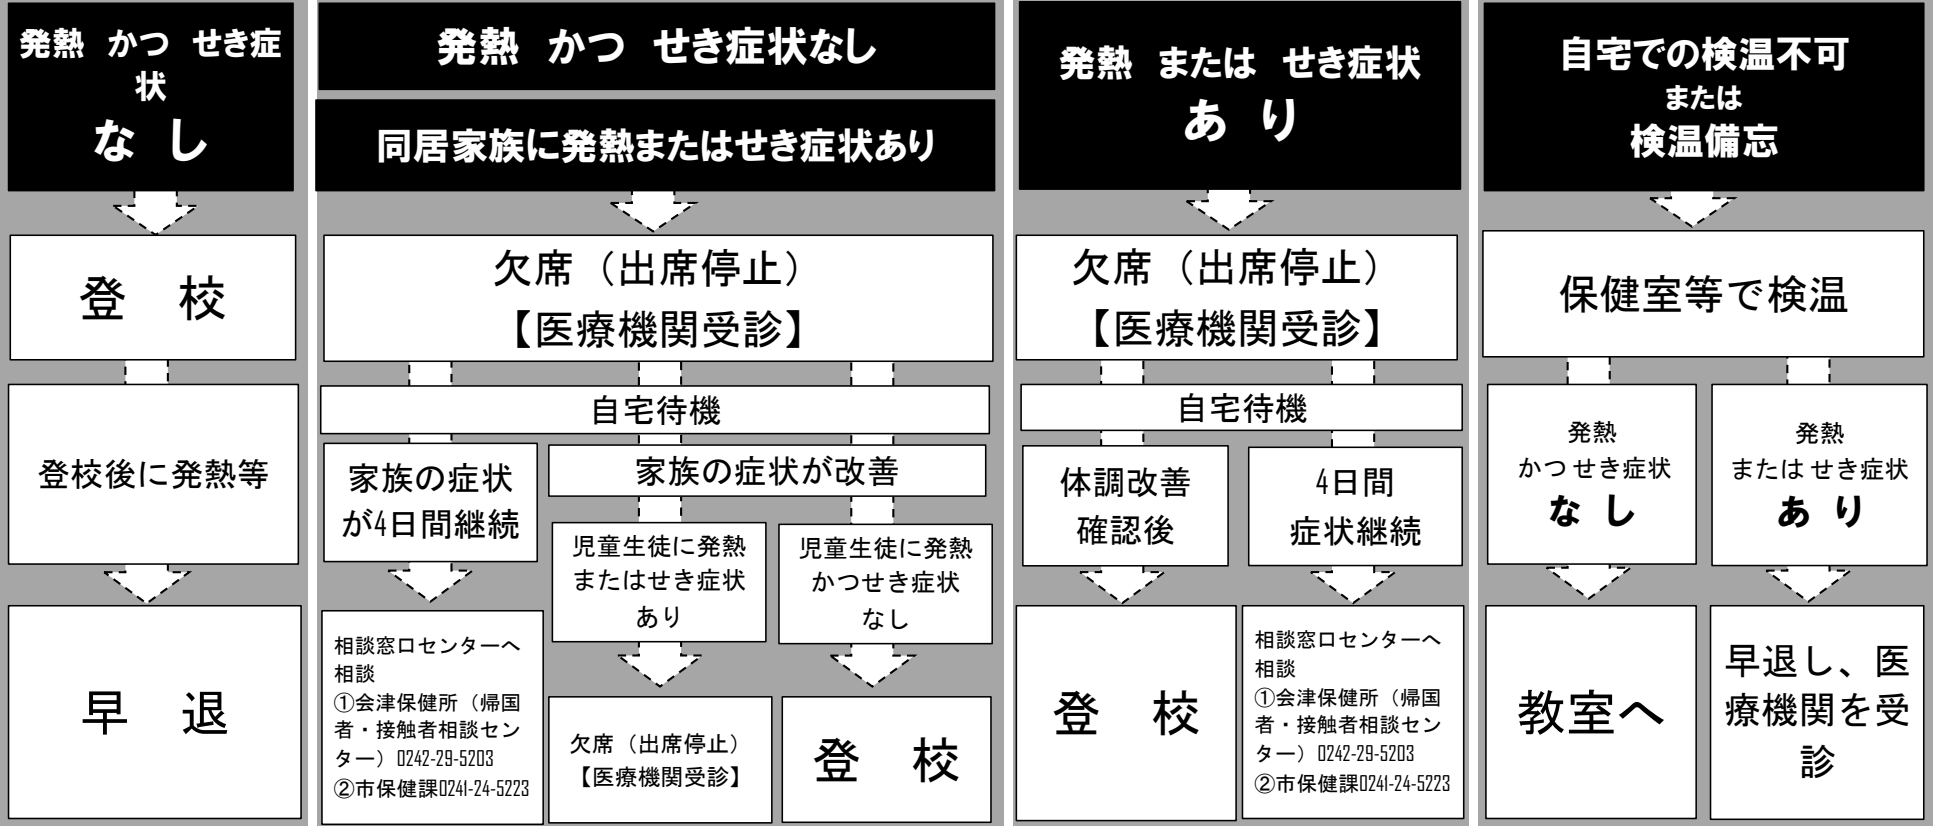 発熱　かつ　せき症
状
な　し
登　校
登校後に発熱等
早　退
発熱　かつ　せき症状なし
同居家族に発熱またはせき症状あり
欠席（出席停止）
【医療機関受診】
自宅待機
家族の症状
が4日間継続
相談窓口センターへ
相談
①会津保健所（帰国
者・接触者相談セン
ター）0242-29-5203
②市保健課0241-24-5223
家族の症状が改善
児童生徒に発熱
またはせき症状
あり
欠席（出席停止）
【医療機関受診】
児童生徒に発熱
かつせき症状
なし
登　校
発熱　または　せき症状
あ　り
欠席（出席停止）
【医療機関受診】
自宅待機
体調改善
確認後
登　校
4日間
症状継続
相談窓口センターへ
相談
①会津保健所（帰国
者・接触者相談セン
ター）0242-29-5203
②市保健課0241-24-5223
自宅での検温不可
または
検温備忘
保健室等で検温
発熱
かつ せき症状
な　し
教室へ
発熱
または せき症状
あ　り
早退し、医
療機関を受
診